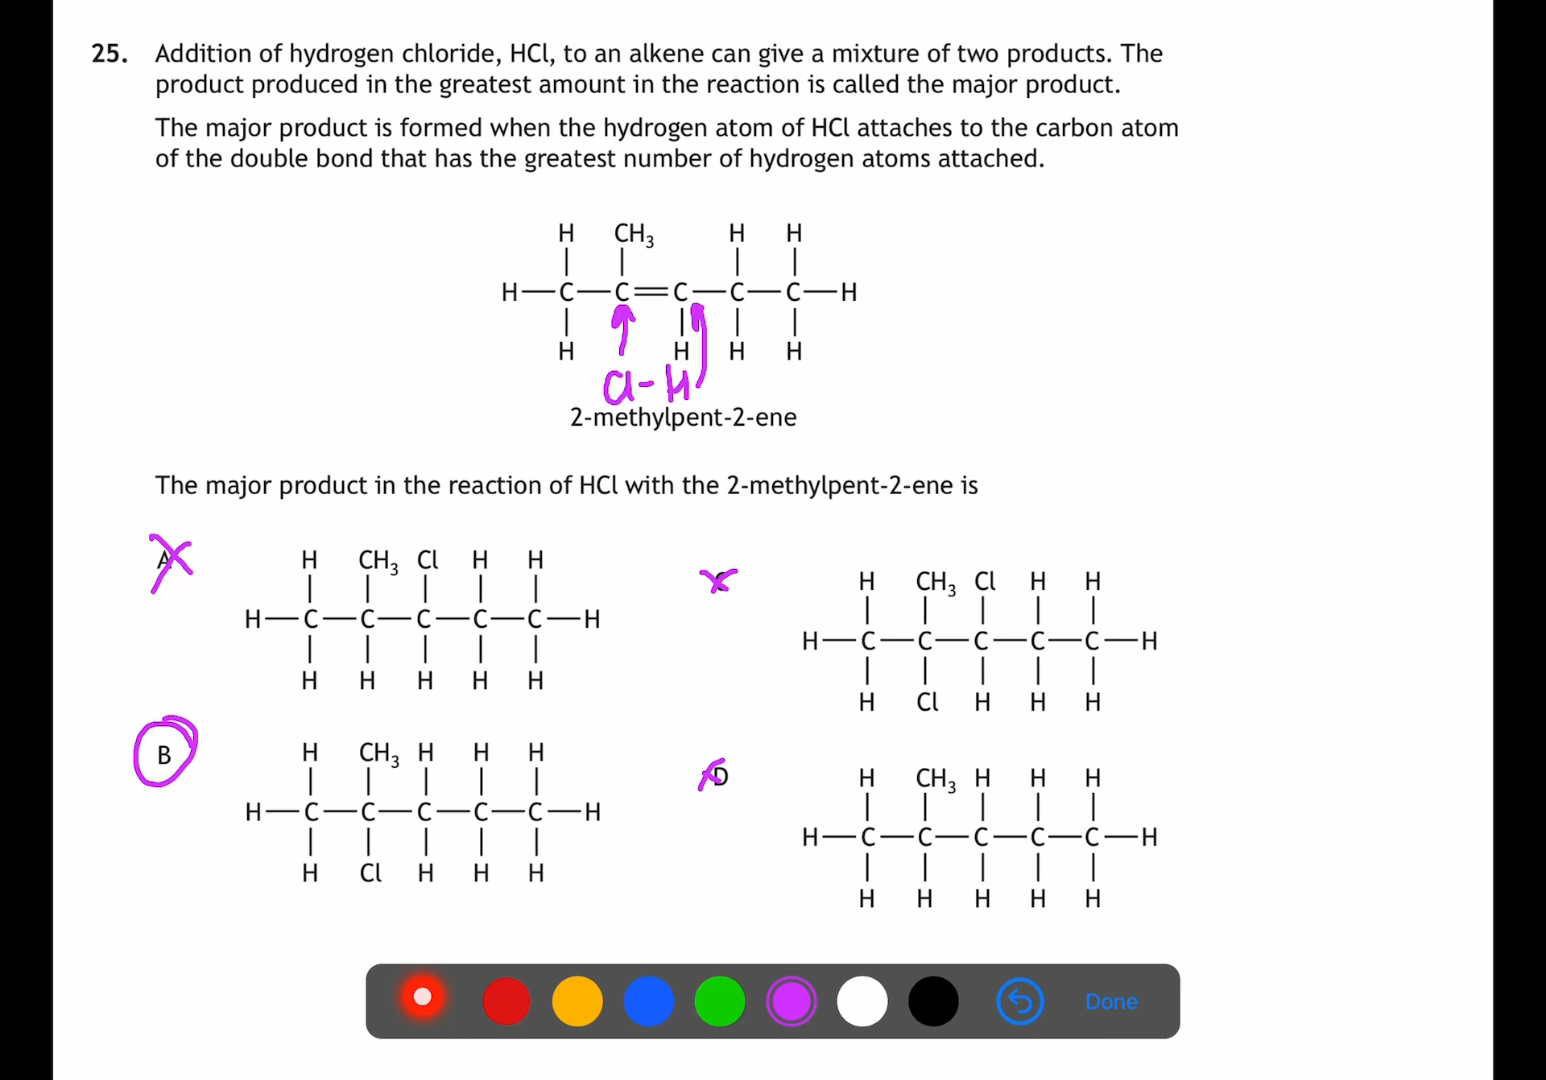 25. Addition of hydrogen chloride, HCl, to an alkene can give a mixture of two products. The
product produced in the greatest amount in the reaction is called the major product.
The major product is formed when the hydrogen atom of HCl attaches to the carbon atom
of the double bond that has the greatest number of hydrogen atoms attached.
H CH3 H H
H—C—C=C—C—C—H
H H H H
Cl-H
2-methylpent-2-ene
The major product in the reaction of HCl with the 2-methylpent-2-ene is
A
H CH3 Cl H H
H—C—C—C—C—C—H
H H H H H
B
H CH3 H H H
H—C—C—C—C—C—H
H Cl H H H
C
H CH3 Cl H H
H—C—C—C—C—C—H
H Cl H H H
D
H CH3 H H H
H—C—C—C—C—C—H
H H H H H
Done